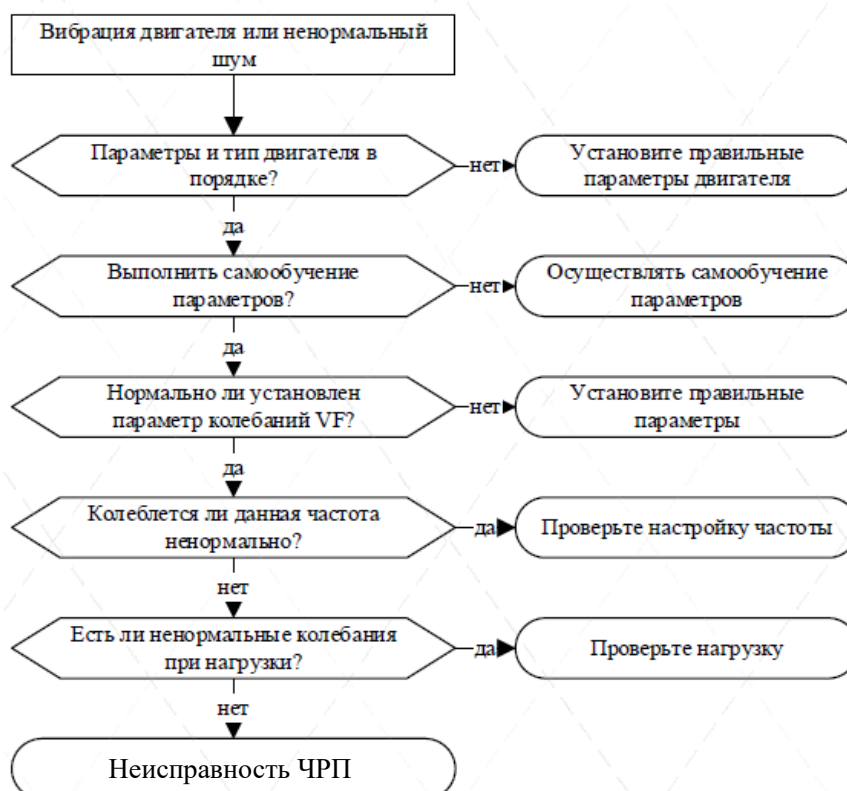 Вибрация двигателя или ненормальный
шум
Параметры и тип двигателя в
порядке?
нет
Установите правильные
параметры двигателя
да
Выполнить самообучение
параметров?
нет
Осуществлять самообучение
параметров
да
Нормально ли установлен
параметр колебаний VF?
нет
Установите правильные
параметры
да
Колеблется ли данная частота
ненормально?
да
Проверьте настройку частоты
нет
Есть ли ненормальные колебания
при нагрузки?
да
Проверьте нагрузку
нет
Неисправность ЧРП